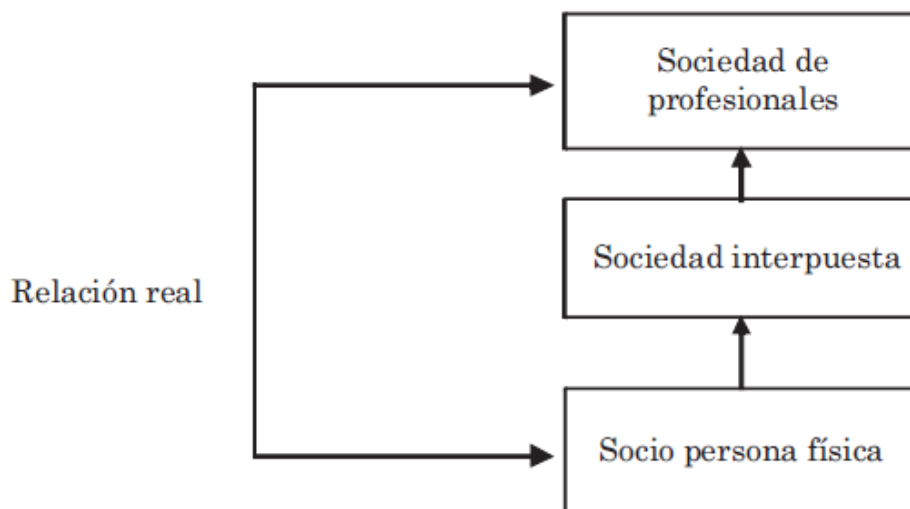 Sociedad de
profesionales
Sociedad interpuesta
Relación real
Socio persona física